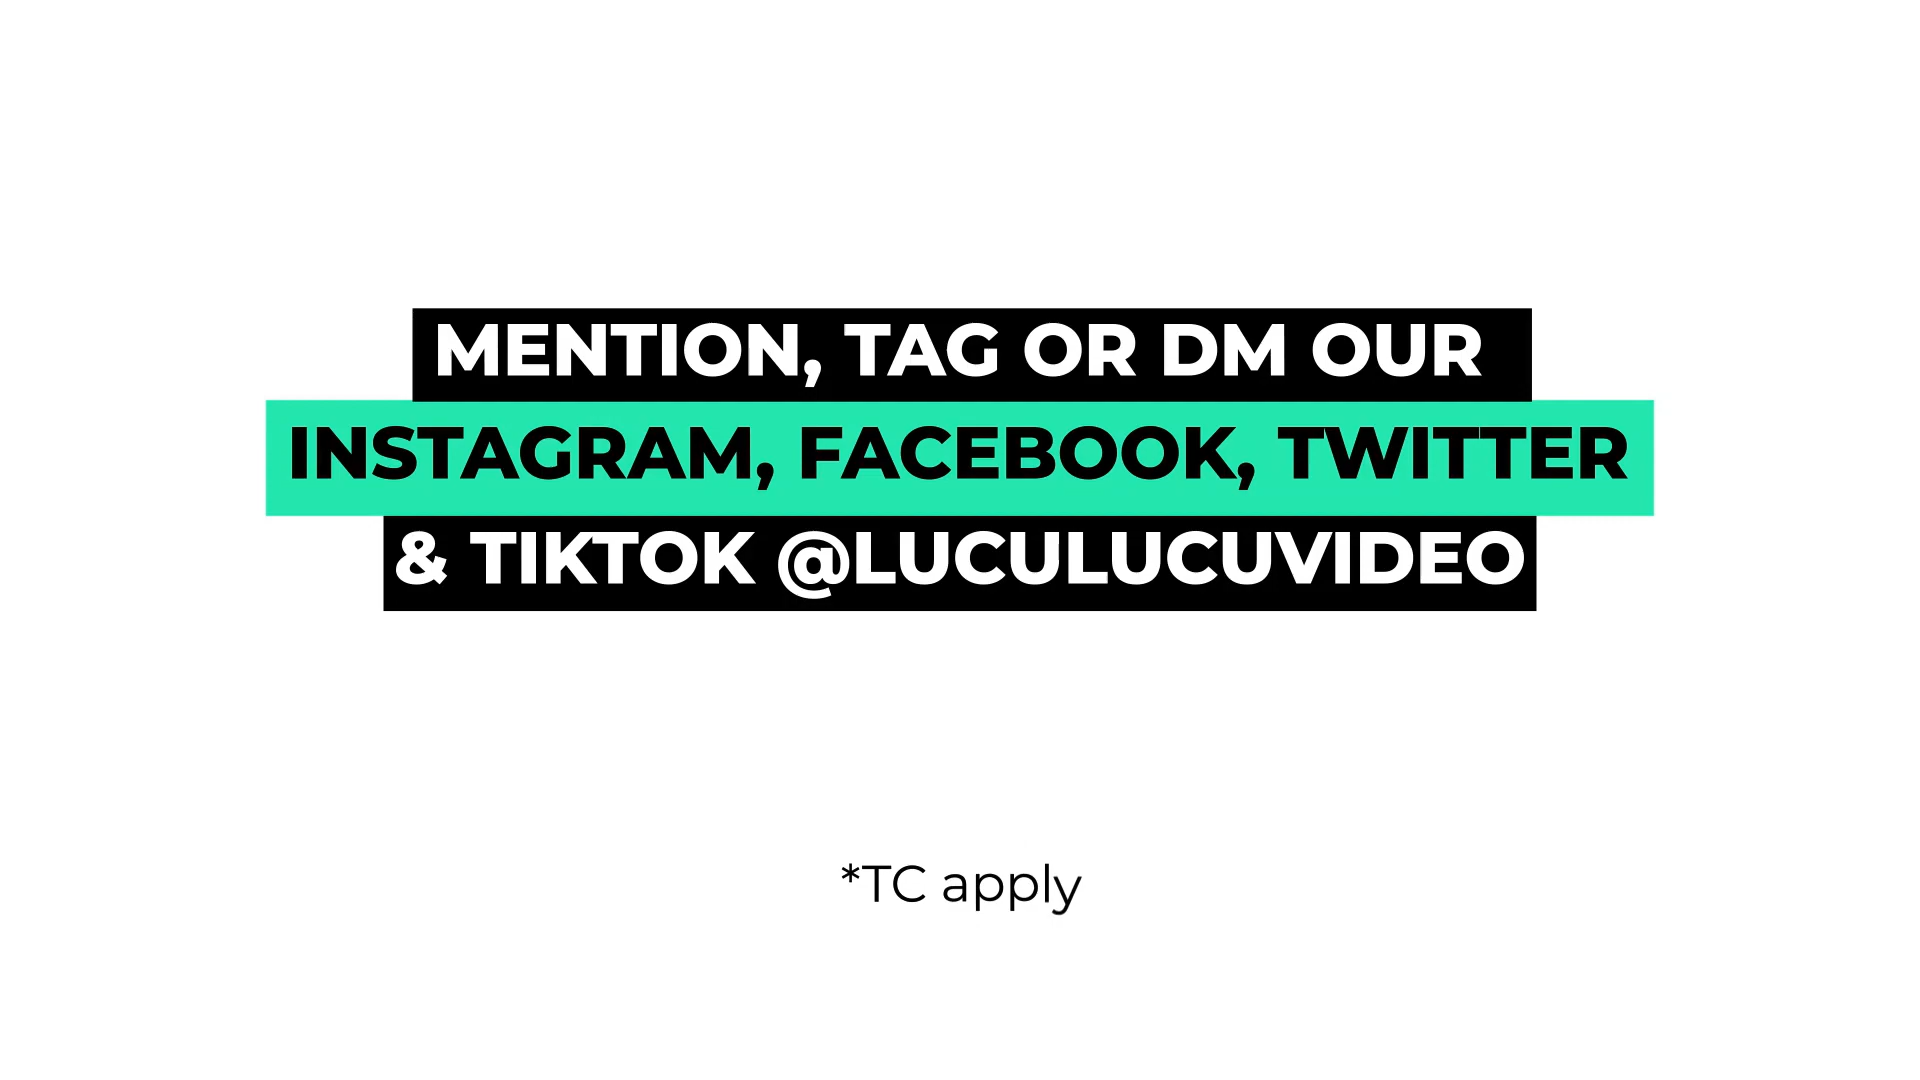 MENTION, TAG OR DM OUR
INSTAGRAM, FACEBOOK, TWITTER
& TIKTOK @LUCULUCUVIDEO
*TC apply